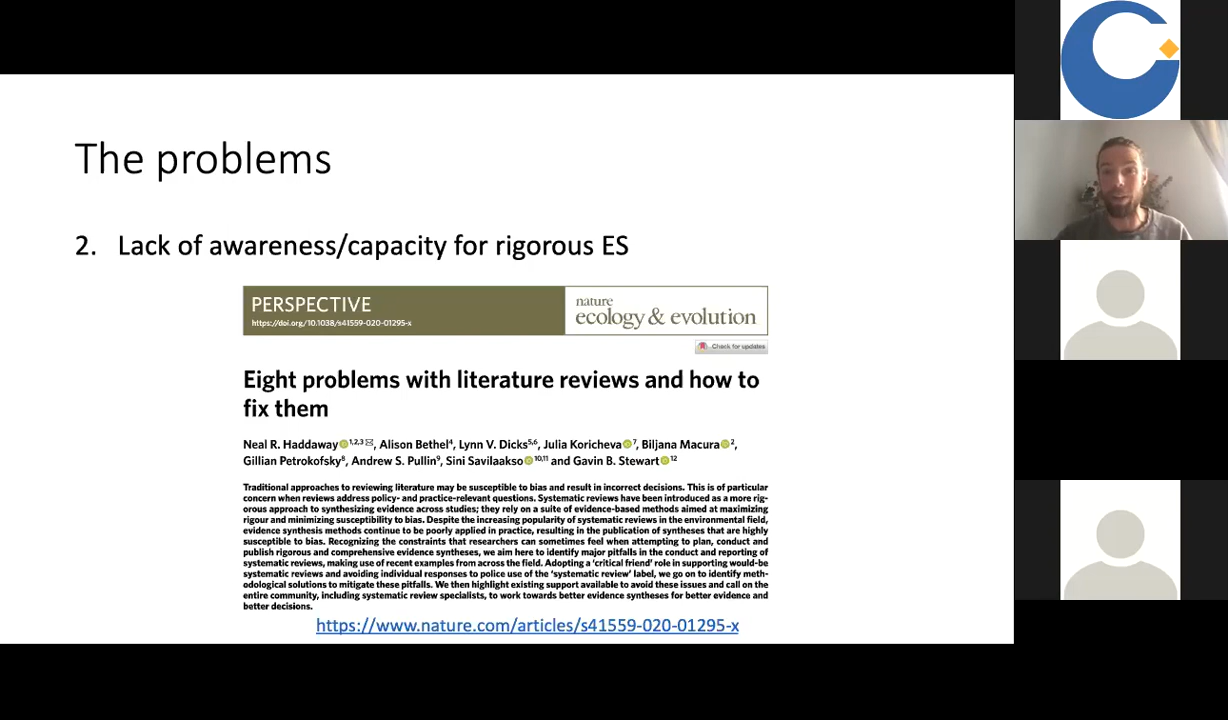 The problems
2. Lack of awareness/capacity for rigorous ES
PERSPECTIVE
https://doi.org/10.1038/s41559-020-01295-x
nature
ecology & evolution
Check for updates
Eight problems with literature reviews and how to
fix them
Neal R. Haddaway 1,2,3✉, Alison Bethel4, Lynn V. Dicks5,6, Julia Koricheva 7, Biljana Macura 2,
Gillian Petrokofsky8, Andrew S. Pullin9, Sini Savilaakso 10,11 and Gavin B. Stewart 12
Traditional approaches to reviewing literature may be susceptible to bias and result in incorrect decisions. This is of particular
concern when reviews address policy- and practice-relevant questions. Systematic reviews have been introduced as a more rig-
orous approach to synthesizing evidence across studies; they rely on a suite of evidence-based methods aimed at maximizing
rigour and minimizing susceptibility to bias. Despite the increasing popularity of systematic reviews in the environmental field,
evidence synthesis methods continue to be poorly applied in practice, resulting in the publication of syntheses that are highly
susceptible to bias. Recognizing the constraints that researchers can sometimes feel when attempting to plan, conduct and
publish rigorous and comprehensive evidence syntheses, we aim here to identify major pitfalls in the conduct and reporting of
systematic reviews, making use of recent examples from across the field. Adopting a 'critical friend' role in supporting would-be
systematic reviews and avoiding individual responses to police use of the 'systematic review' label, we go on to identify meth-
odological solutions to mitigate these pitfalls. We then highlight existing support available to avoid these issues and call on the
entire community, including systematic review specialists, to work towards better evidence syntheses for better evidence and
better decisions.
https://www.nature.com/articles/s41559-020-01295-x